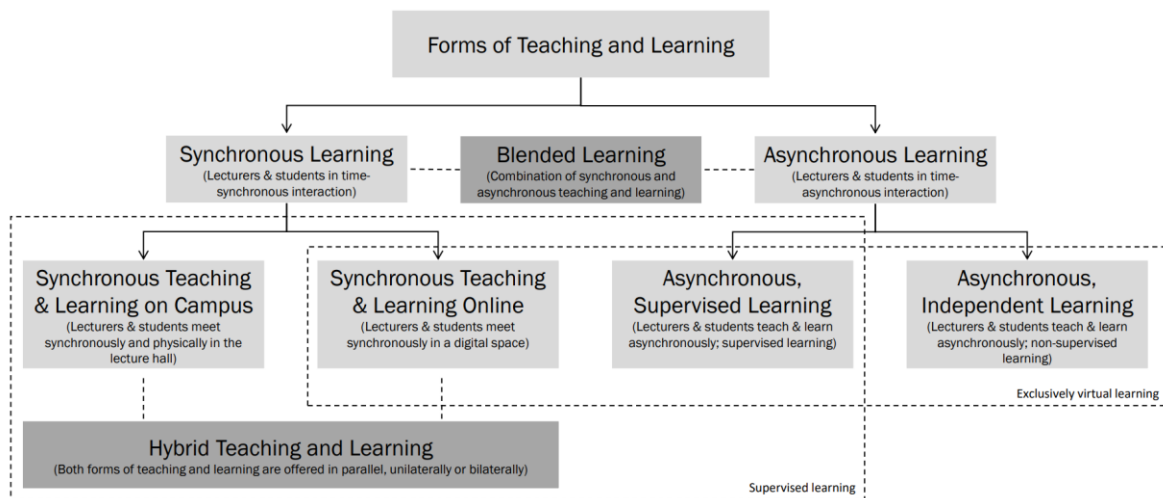 Forms of Teaching and Learning
Synchronous Learning
(Lecturers & students in time-
synchronous interaction)
Blended Learning
(Combination of synchronous and
asynchronous teaching and learning)
Asynchronous Learning
(Lecturers & students in time-
asynchronous interaction)
Synchronous Teaching
& Learning on Campus
(Lecturers & students meet
synchronously and physically in the
lecture hall)
Synchronous Teaching
& Learning Online
(Lecturers & students meet
synchronously in a digital space)
Asynchronous,
Supervised Learning
(Lecturers & students teach & learn
asynchronously; supervised learning)
Asynchronous,
Independent Learning
(Lecturers & students teach & learn
asynchronously; non-supervised
learning)
Exclusively virtual learning
Hybrid Teaching and Learning
(Both forms of teaching and learning are offered in parallel, unilaterally or bilaterally)
Supervised learning